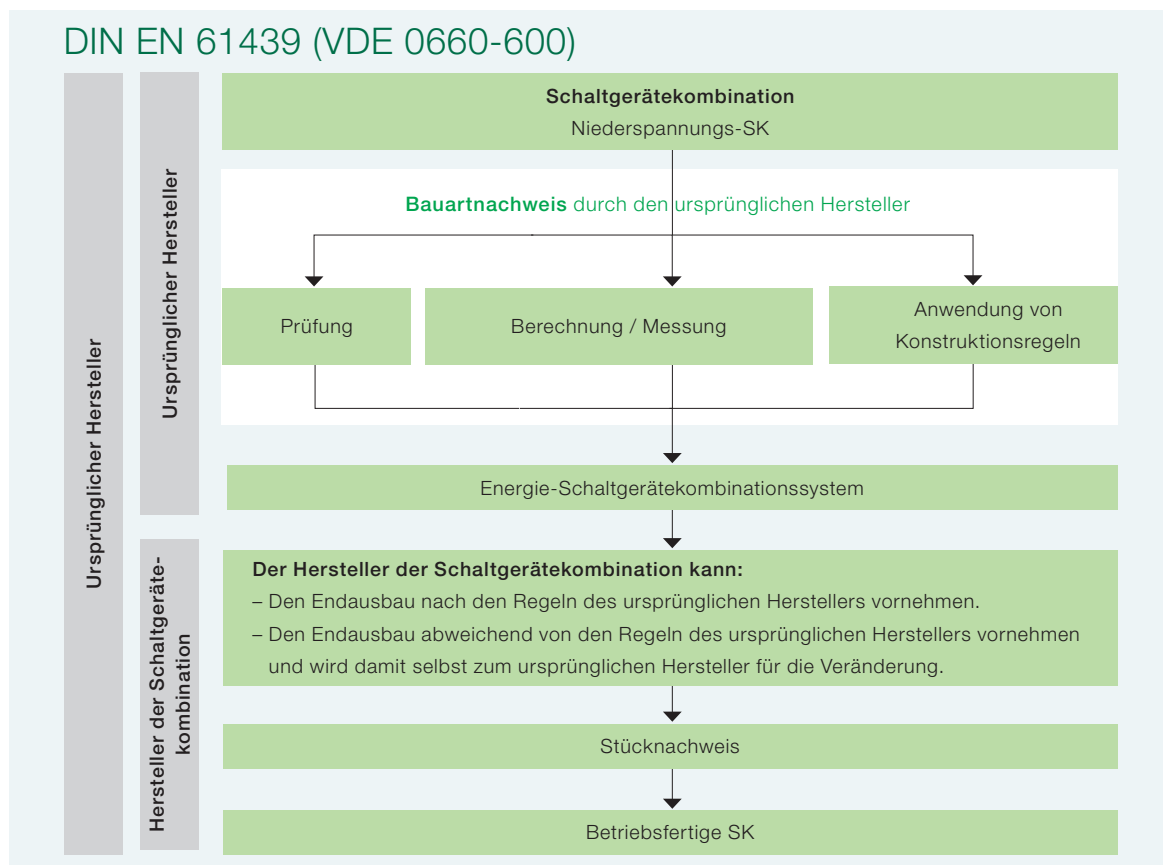 DIN EN 61439 (VDE 0660-600)
Ursprünglicher Hersteller
Ursprünglicher Hersteller
Schaltgerätekombination
Niederspannungs-SK
Bauartnachweis durch den ursprünglichen Hersteller
Prüfung
Berechnung / Messung
Anwendung von
Konstruktionsregeln
Energie-Schaltgerätekombinationssystem
Hersteller der Schaltgeräte-
kombination
Der Hersteller der Schaltgerätekombination kann:
– Den Endausbau nach den Regeln des ursprünglichen Herstellers vornehmen.
– Den Endausbau abweichend von den Regeln des ursprünglichen Herstellers vornehmen
und wird damit selbst zum ursprünglichen Hersteller für die Veränderung.
Stücknachweis
Betriebsfertige SK